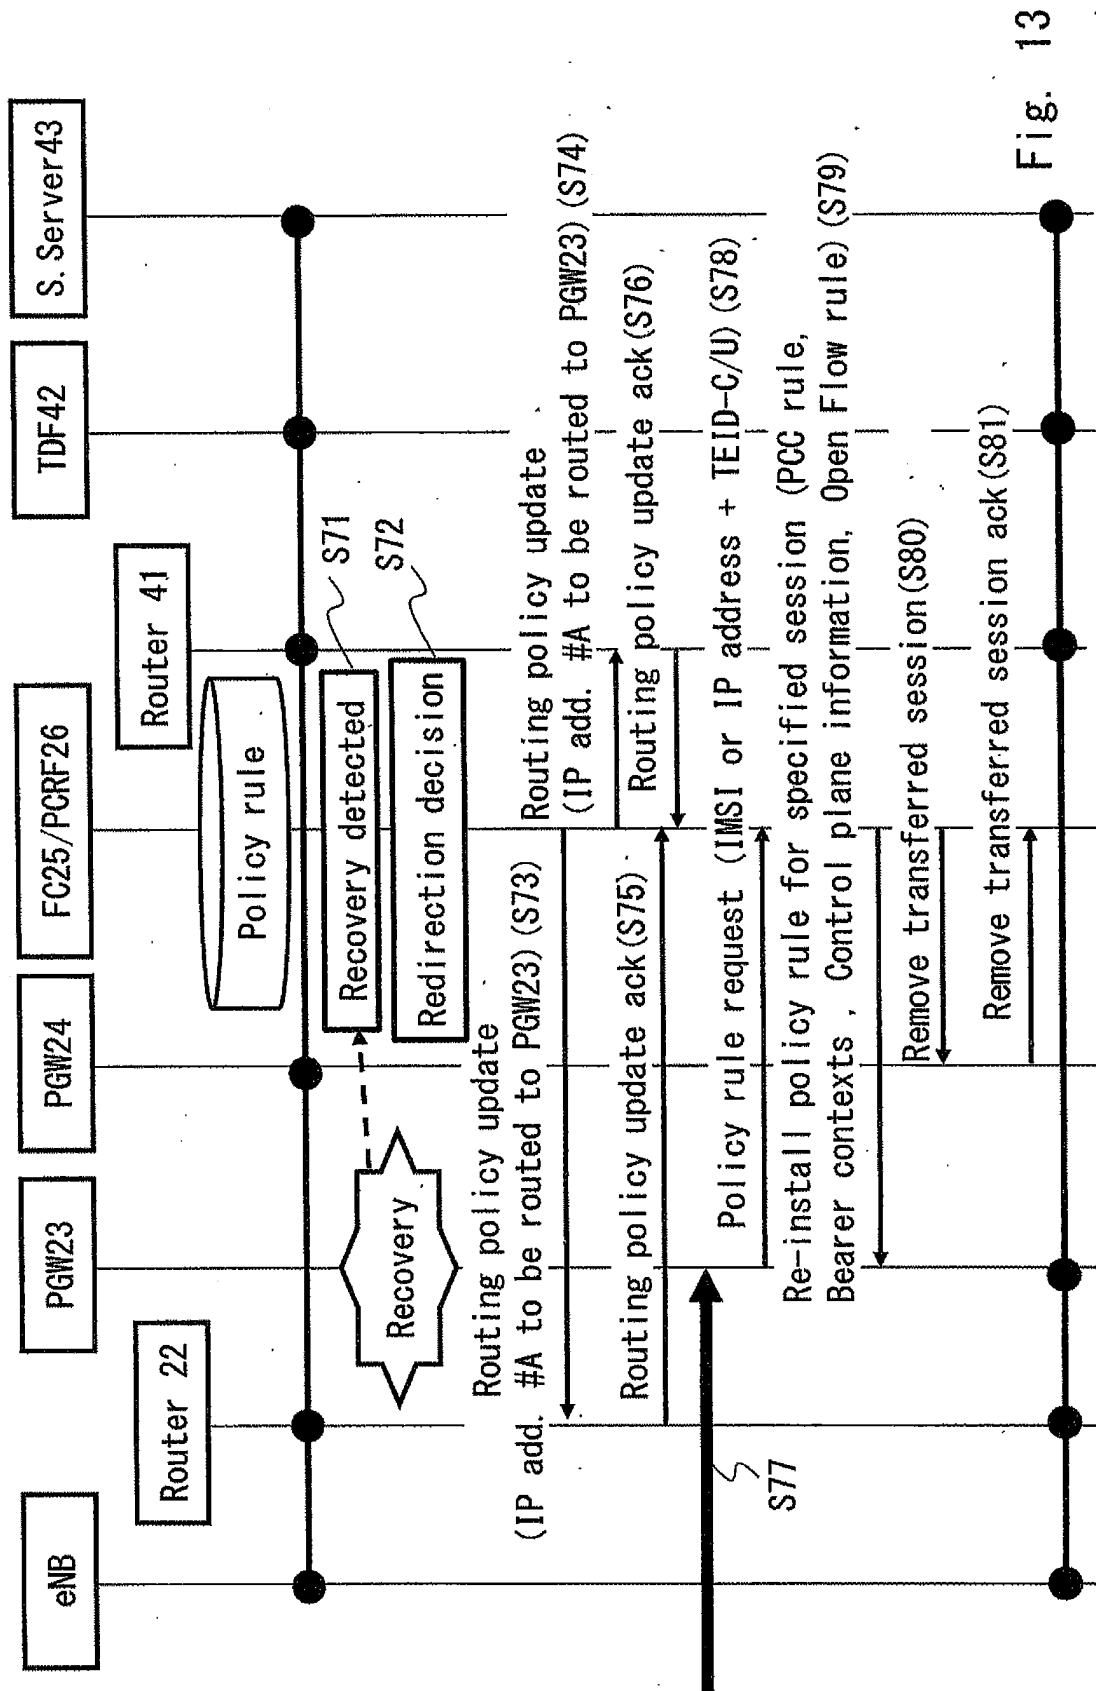 eNB
Router 22
PGW23
PGW24
FC25/PCRF26
Router 41
TDF42
S. Server43
Policy rule
Recovery
Recovery detected
S71
Redirection decision
S72
Routing policy update
(IP add. #A to be routed to PGW23) (S73)
Routing policy update
(IP add. #A to be routed to PGW23) (S74)
Routing policy update ack(S75)
Routing policy update ack(S76)
S77
Policy rule request (IMSI or IP address + TEID-C/U) (S78)
Re-install policy rule for specified session (PCC rule,
Bearer contexts, Control plane information, Open Flow rule) (S79)
Remove transferred session(S80)
Remove transferred session ack(S81)
Fig. 13